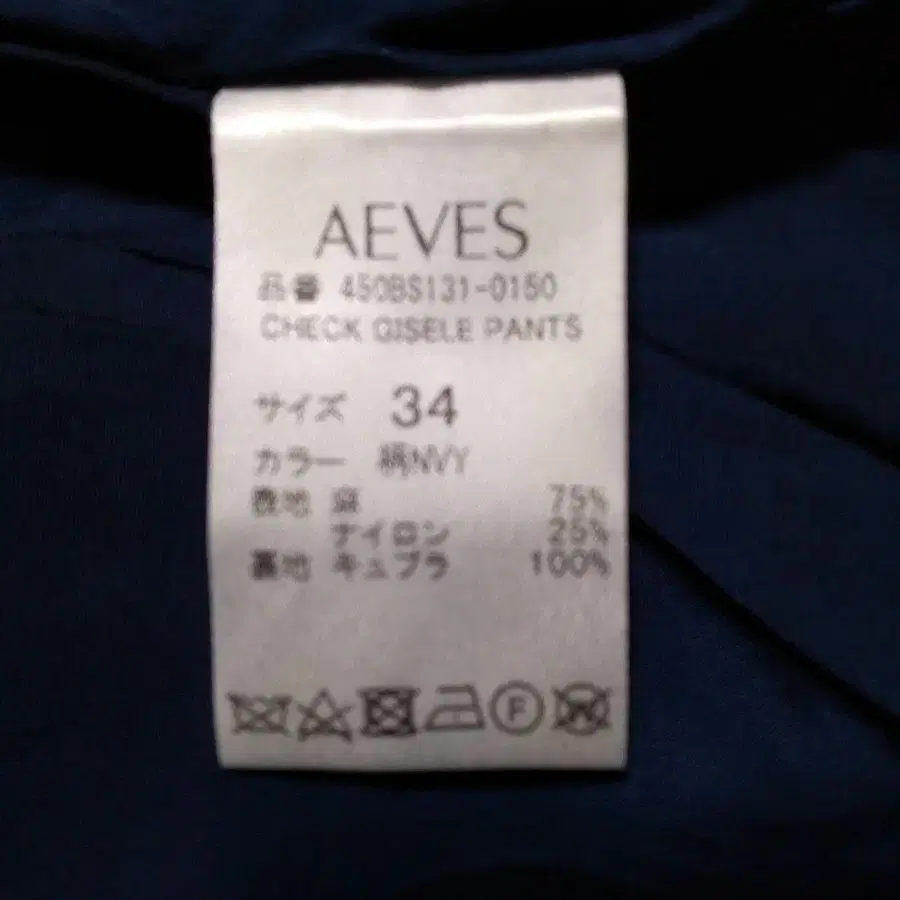 AEVES
品番 450BS131-0150
CHECK GISELE PANTS
サイズ 34
カラー 柄NVY
表地 麻 75%
ナイロン 25%
裏地 キュプラ 100%
F
W